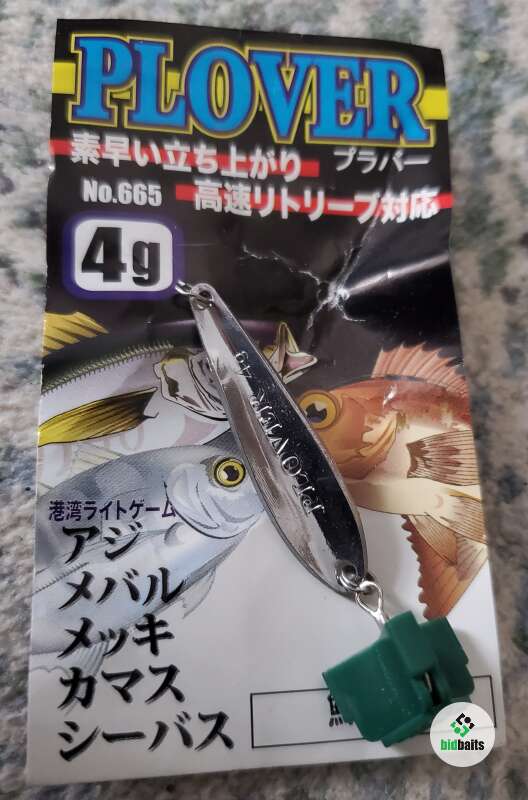 PLOVER
素早い立ち上がり プラバー
No.665 高速リトリーブ対応
4g
PLOVER 4g
港湾ライトゲーム
アジ
メバル
メッキ
カマス
シーバス
bidbaits